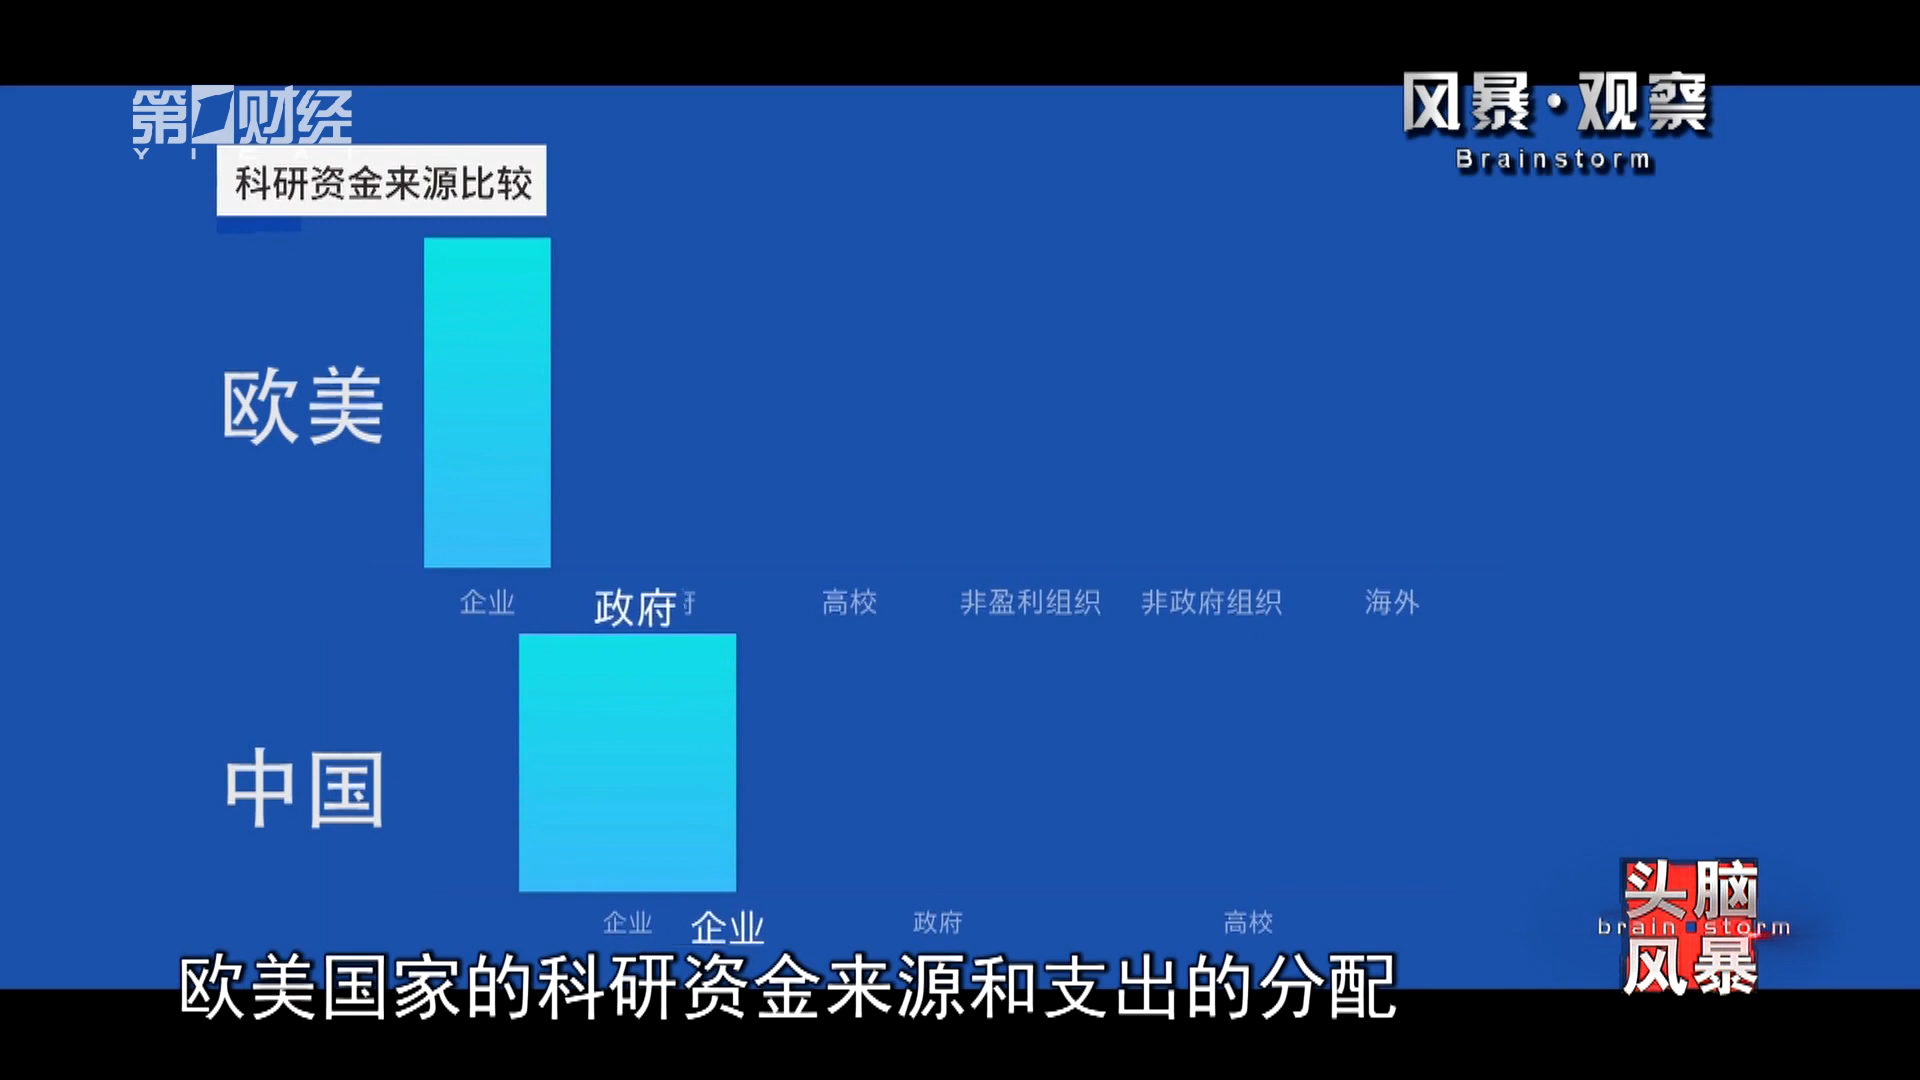 第一财经
YICAI
风暴·观察
Brainstorm
科研资金来源比较
欧美
企业 政府 高校 非盈利组织 非政府组织 海外
中国
企业 企业 政府 高校
头脑
brain storm
风暴
欧美国家的科研资金来源和支出的分配